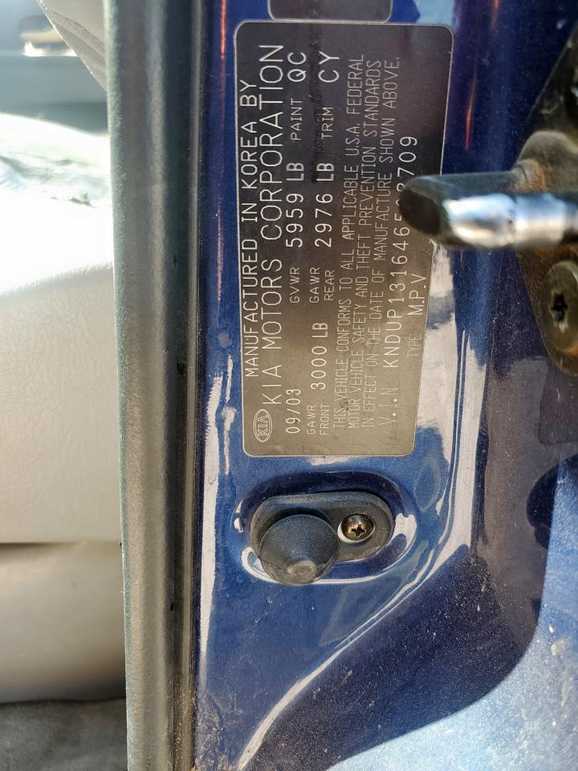 MANUFACTURED IN KOREA BY
KIA KIA MOTORS CORPORATION
09/03 GVWR 5959 LB PAINT QC
GAWR FRONT 3000 LB GAWR REAR 2976 LB TRIM CY
THIS VEHICLE CONFORMS TO ALL APPLICABLE U.S.A. FEDERAL
MOTOR VEHICLE SAFETY AND THEFT PREVENTION STANDARDS
IN EFFECT ON THE DATE OF MANUFACTURE SHOWN ABOVE.
V.I.N.
TYPE M.P.V